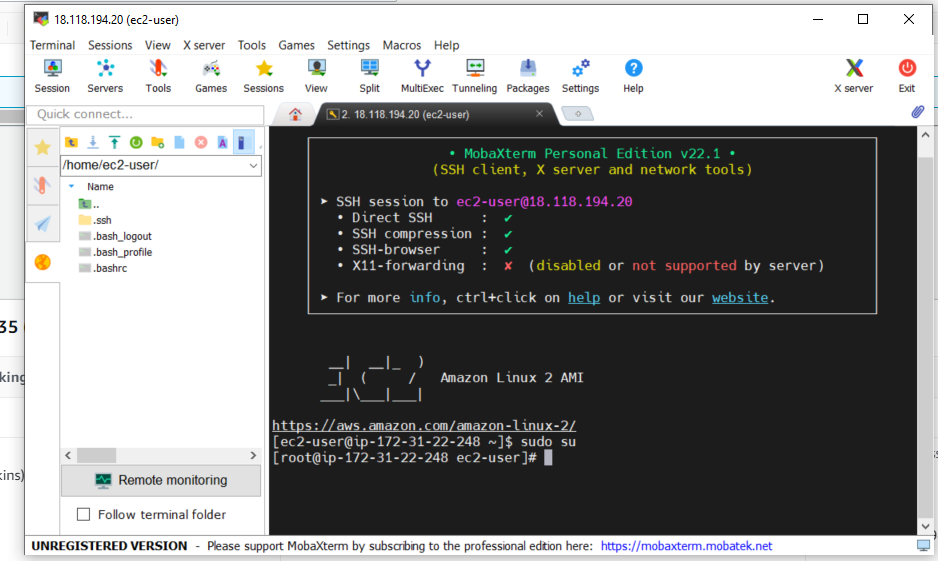 18.118.194.20 (ec2-user)
Terminal Sessions View X server Tools Games Settings Macros Help
Session Servers Tools Games Sessions View Split MultiExec Tunneling Packages Settings Help X server Exit
Quick connect...
2. 18.118.194.20 (ec2-user)
/home/ec2-user/
Name
..
.ssh
.bash_logout
.bash_profile
.bashrc
Remote monitoring
Follow terminal folder
• MobaXterm Personal Edition v22.1 •
(SSH client, X server and network tools)
➤ SSH session to ec2-user@18.118.194.20
• Direct SSH : ✔
• SSH compression : ✔
• SSH-browser : ✔
• X11-forwarding : ✘ (disabled or not supported by server)
➤ For more info, ctrl+click on help or visit our website.
__| __|_ )
_| ( / Amazon Linux 2 AMI
___|\___|___|
https://aws.amazon.com/amazon-linux-2/
[ec2-user@ip-172-31-22-248 ~]$ sudo su
[root@ip-172-31-22-248 ec2-user]#
UNREGISTERED VERSION - Please support MobaXterm by subscribing to the professional edition here: https://mobaxterm.mobatek.net
35
king
kins)